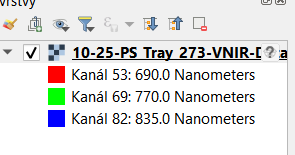 Vrstvy
10-25-PS Tray 273-VNIR-D
Kanál 53: 690.0 Nanometers
Kanál 69: 770.0 Nanometers
Kanál 82: 835.0 Nanometers